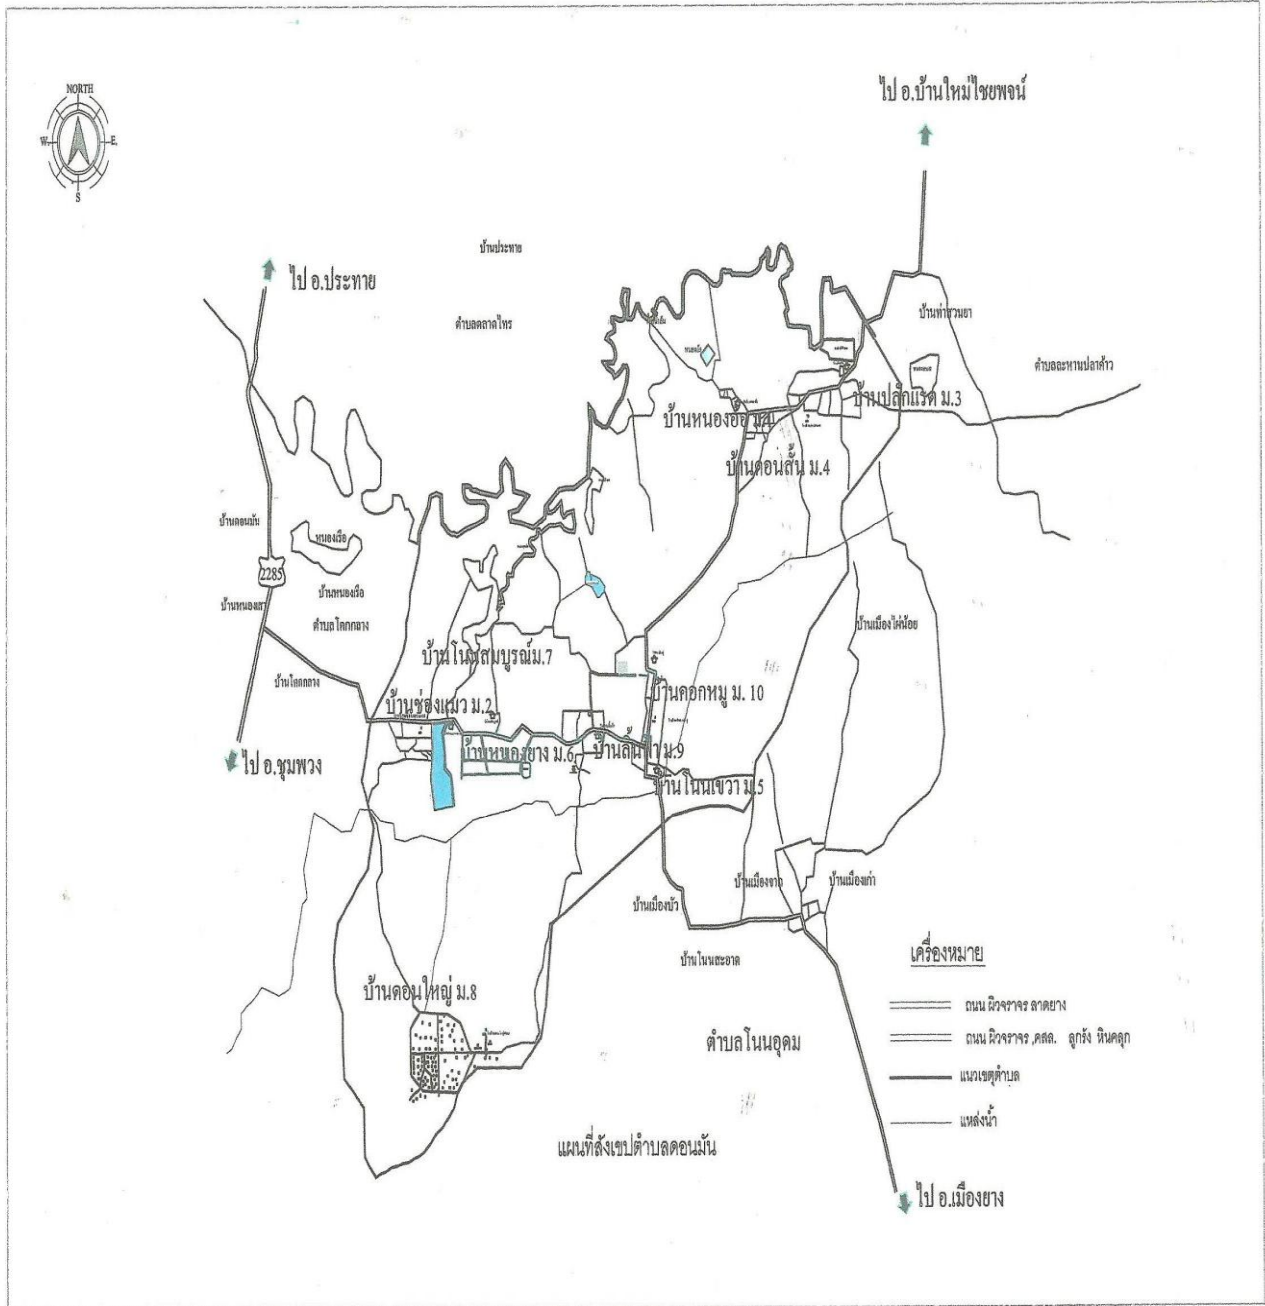 ไป อ.บ้านใหม่ไชยพจน์
NORTH
W.
E.
S
บ้านประทาย
ไป อ.ประทาย
บ้านท่าสวนยา
ตำบลตลาดไทร
ตำบลละหานปลาค้าว
บ้านปลักแรต ม.3
บ้านหนองอ้อ ม.1
บ้านดอนสั้น ม.4
บ้านดอนมัน
หนองเรือ
2285
บ้านหนองเรือ
บ้านหนองเสา
ตำบลโคกกลาง
บ้านเมืองไผ่น้อย
บ้านโนนสมบูรณ์ม.7
บ้านโคกกลาง
บ้านคอกหมู ม. 10
บ้านช่องแมว ม.2
บ้านหนองยาง ม.6
บ้านสันฟ้า ม.9
ไป อ.ชุมพวง
บ้านโนนเขวา ม.5
บ้านเมืองจาก
บ้านเมืองเก่า
บ้านเมืองบัว
บ้านโนนสะอาด
เครื่องหมาย
บ้านดอนใหญ่ ม.8
ถนน ผิวจราจร ลาดยาง
ถนน ผิวจราจร ,คสล. ลูกรัง หินคลุก
ตำบลโนนอุดม
แนวเขตตำบล
แหล่งน้ำ
แผนที่สังเขปตำบลดอนมัน
ไป อ.เมืองยาง